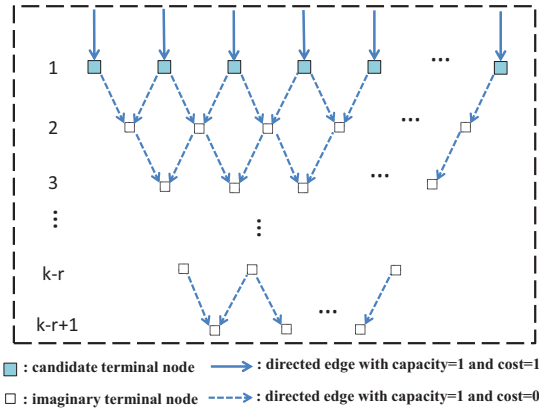 1
...
2
...
3
...
⋮
⋮
k-r
...
k-r+1
: candidate terminal node
: directed edge with capacity=1 and cost=1
: imaginary terminal node
: directed edge with capacity=1 and cost=0